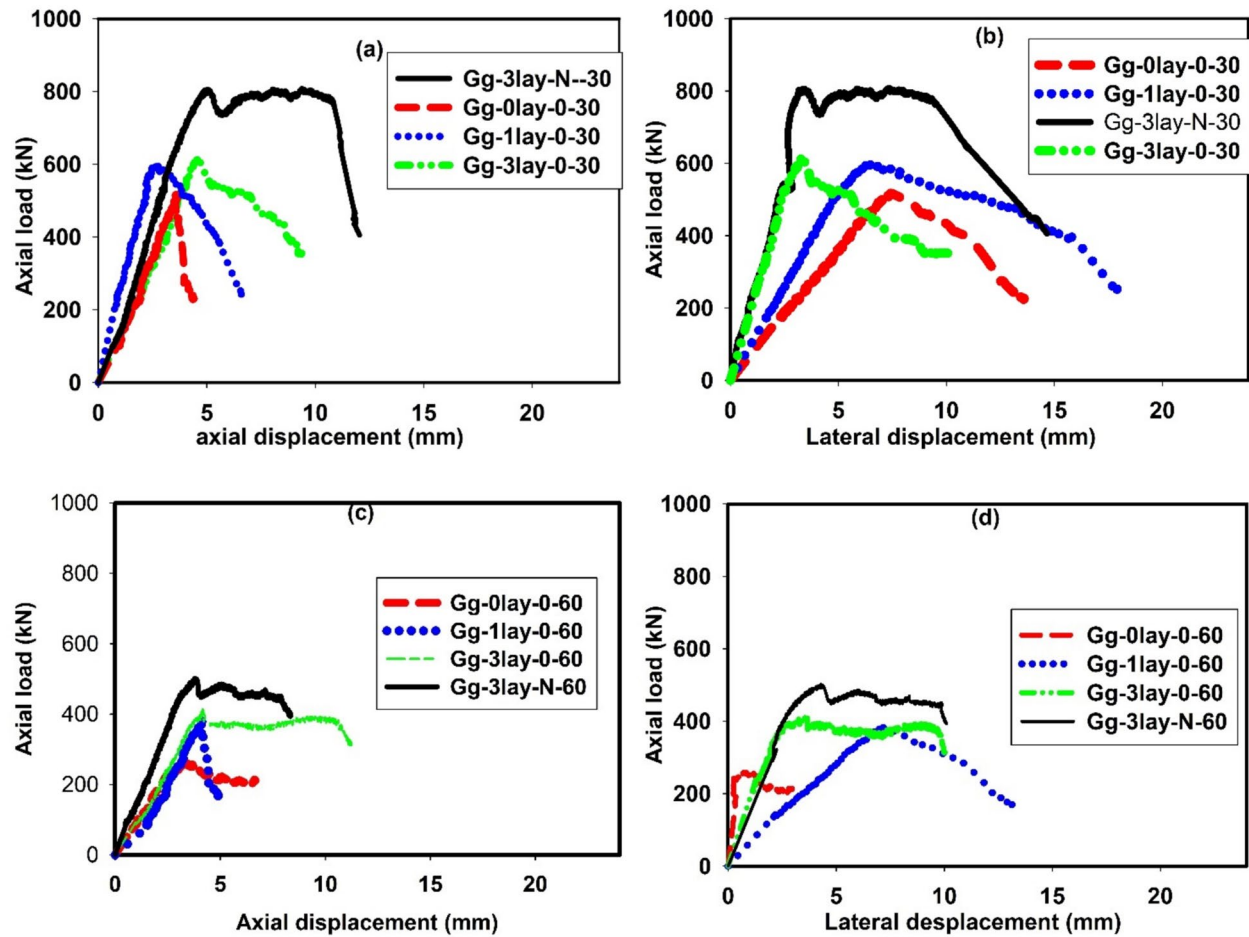 1000
800
600
400
200
0
Axial load (kN)
(a)
Gg-3lay-N--30
Gg-0lay-0-30
Gg-1lay-0-30
Gg-3lay-0-30
0 5 10 15 20
axial displacement (mm)
1000
800
600
400
200
0
Axial load (kN)
(b)
Gg-0lay-0-30
Gg-1lay-0-30
Gg-3lay-N-30
Gg-3lay-0-30
0 5 10 15 20
Lateral displacement (mm)
1000
800
600
400
200
0
Axial load (kN)
(c)
Gg-0lay-0-60
Gg-1lay-0-60
Gg-3lay-0-60
Gg-3lay-N-60
0 5 10 15 20
Axial displacement (mm)
1000
800
600
400
200
0
Axial load (kN)
(d)
Gg-0lay-0-60
Gg-1lay-0-60
Gg-3lay-0-60
Gg-3lay-N-60
0 5 10 15 20
Lateral desplacement (mm)